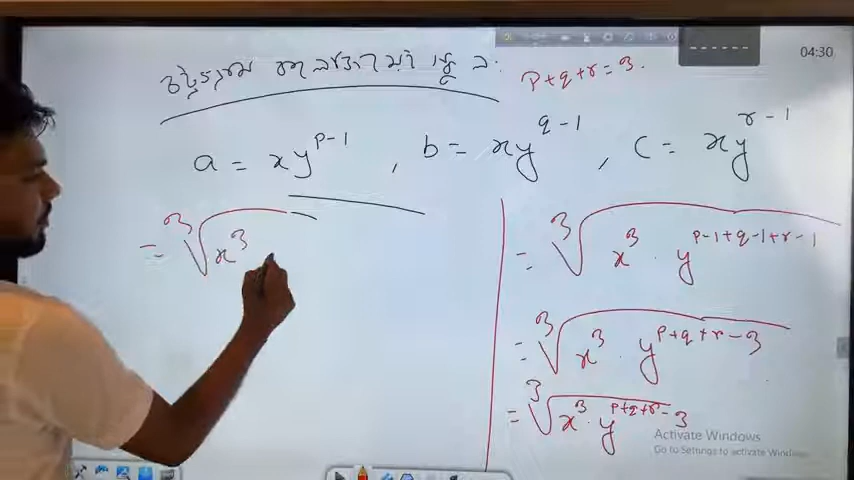 P+q+r=3.
04:30
a = xy^{p-1} , b = xy^{q-1} , c = xy^{r-1}
= ∛(x³
= ∛(x³ · y^{p-1+q-1+r-1})
= ∛(x³ · y^{p+q+r-3})
= ∛(x³ · y^{p+q+r-3})
Activate Windows
Go to Settings to activate Windows.